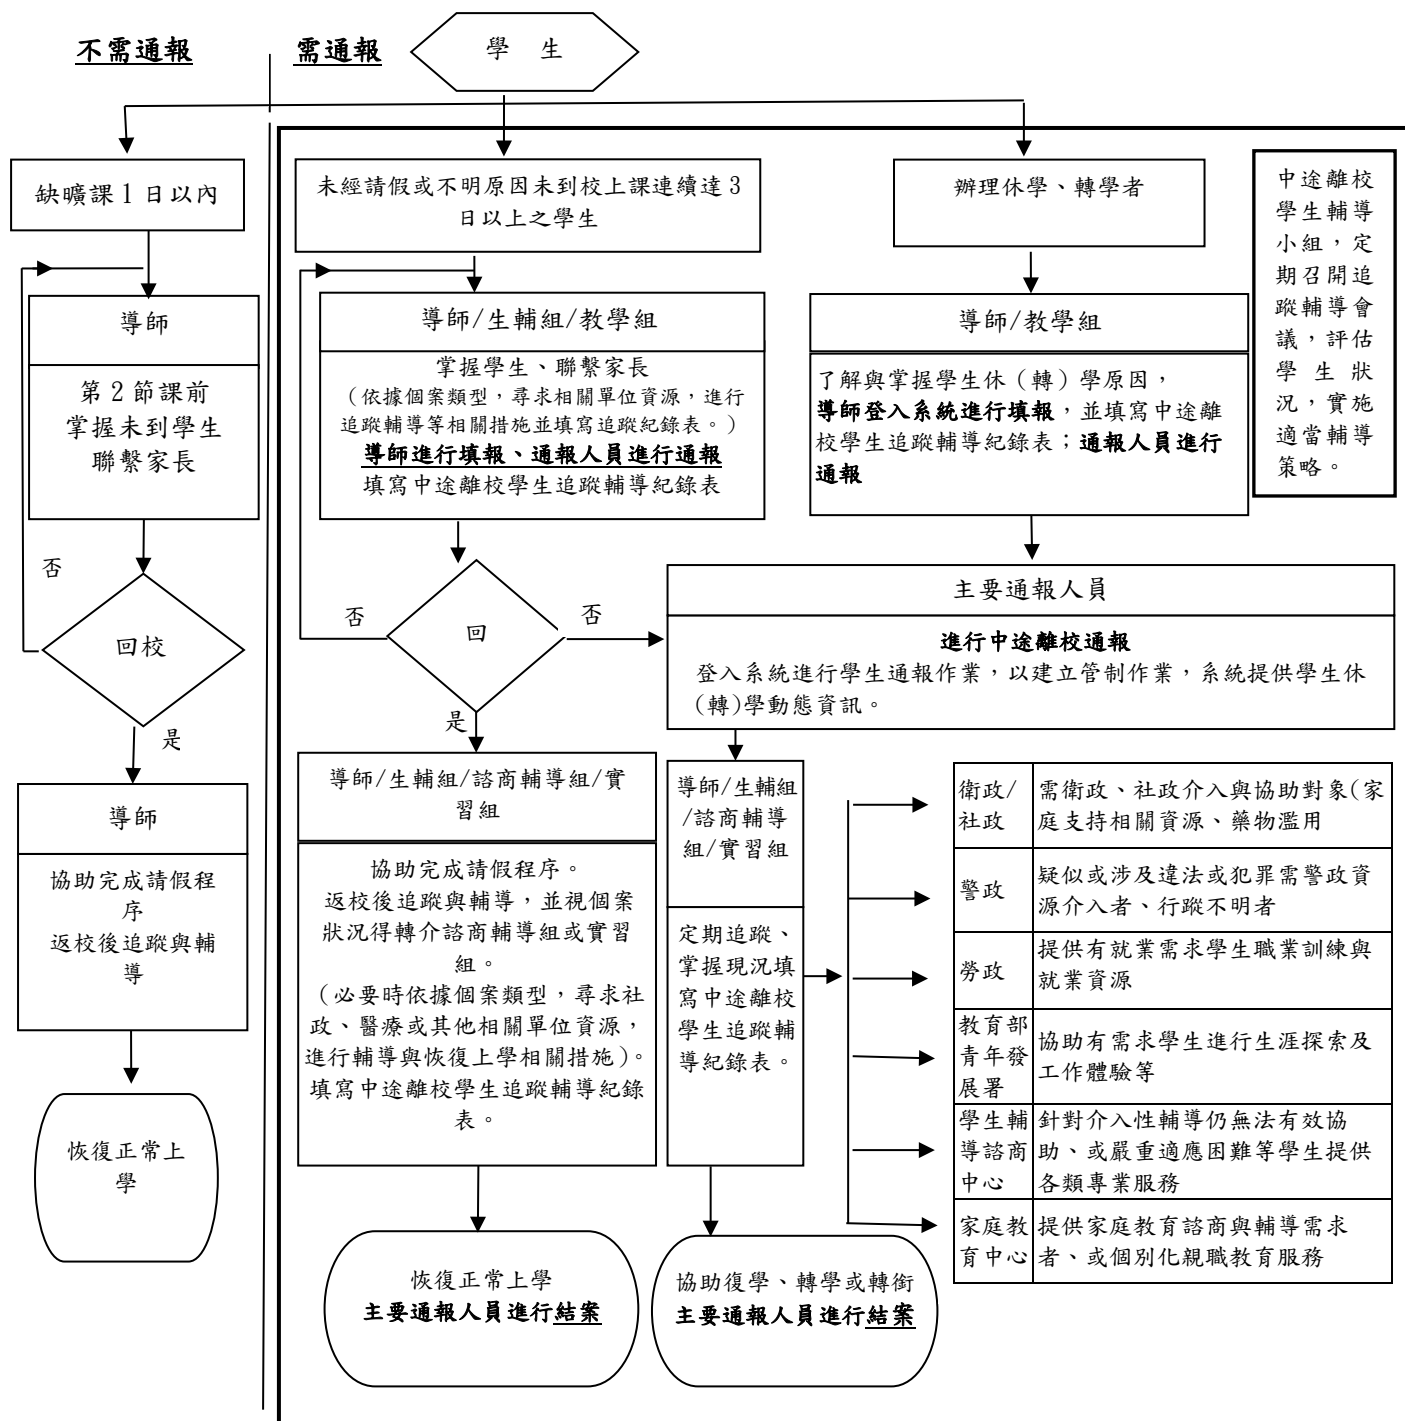 不需通報
需通報
學 生
缺曠課1日以內
導師
第2節課前
掌握未到學生
聯繫家長
否
回校
是
導師
協助完成請假程
序
返校後追蹤與輔
導
恢復正常上
學
未經請假或不明原因未到校上課連續達3
日以上之學生
導師/生輔組/教學組
掌握學生、聯繫家長
(依據個案類型,尋求相關單位資源,進行
追蹤輔導等相關措施並填寫追蹤紀錄表。)
導師進行填報、通報人員進行通報
填寫中途離校學生追蹤輔導紀錄表
否
回
否
是
導師/生輔組/諮商輔導組/實
習組
協助完成請假程序。
返校後追蹤與輔導,並視個案
狀況得轉介諮商輔導組或實習
組。
(必要時依據個案類型,尋求社
政、醫療或其他相關單位資源,
進行輔導與恢復上學相關措施)。
填寫中途離校學生追蹤輔導紀錄
表。
恢復正常上學
主要通報人員進行結案
辦理休學、轉學者
導師/教學組
了解與掌握學生休(轉)學原因,
導師登入系統進行填報,並填寫中途離
校學生追蹤輔導紀錄表;通報人員進行
通報
主要通報人員
進行中途離校通報
登入系統進行學生通報作業,以建立管制作業,系統提供學生休
(轉)學動態資訊。
導師/生輔組
/諮商輔導
組/實習組
定期追蹤、
掌握現況填
寫中途離校
學生追蹤輔
導紀錄表。
協助復學、轉學或轉銜
主要通報人員進行結案
中途離校
學生輔導
小組,定
期召開追
蹤輔導會
議,評估
學生狀
況,實施
適當輔導
策略。
衛政/
社政
需衛政、社政介入與協助對象(家
庭支持相關資源、藥物濫用
警政
疑似或涉及違法或犯罪需警政資
源介入者、行蹤不明者
勞政
提供有就業需求學生職業訓練與
就業資源
教育部
青年發
展署
協助有需求學生進行生涯探索及
工作體驗等
學生輔
導諮商
中心
針對介入性輔導仍無法有效協
助、或嚴重適應困難等學生提供
各類專業服務
家庭教
育中心
提供家庭教育諮商與輔導需求
者、或個別化親職教育服務